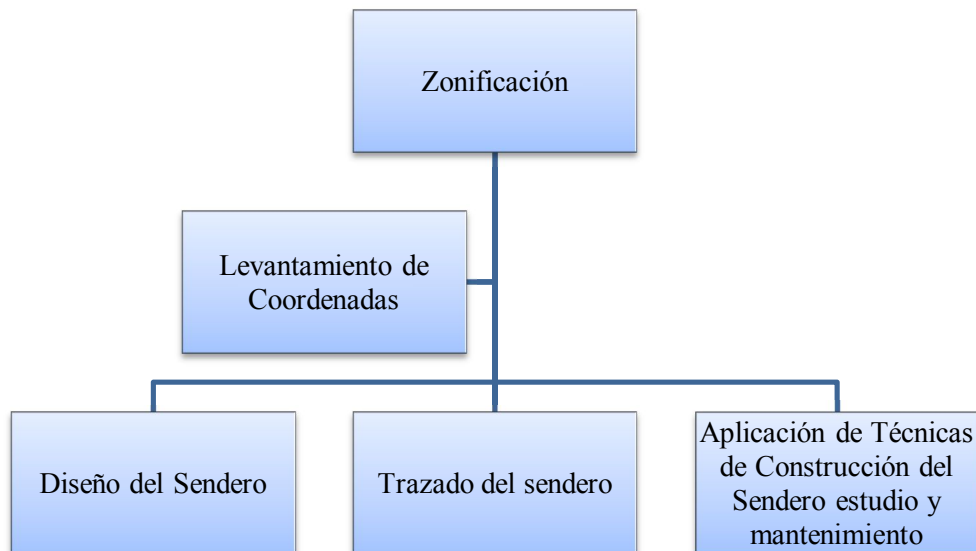 Zonificación
Levantamiento de
Coordenadas
Diseño del Sendero
Trazado del sendero
Aplicación de Técnicas
de Construcción del
Sendero estudio y
mantenimiento